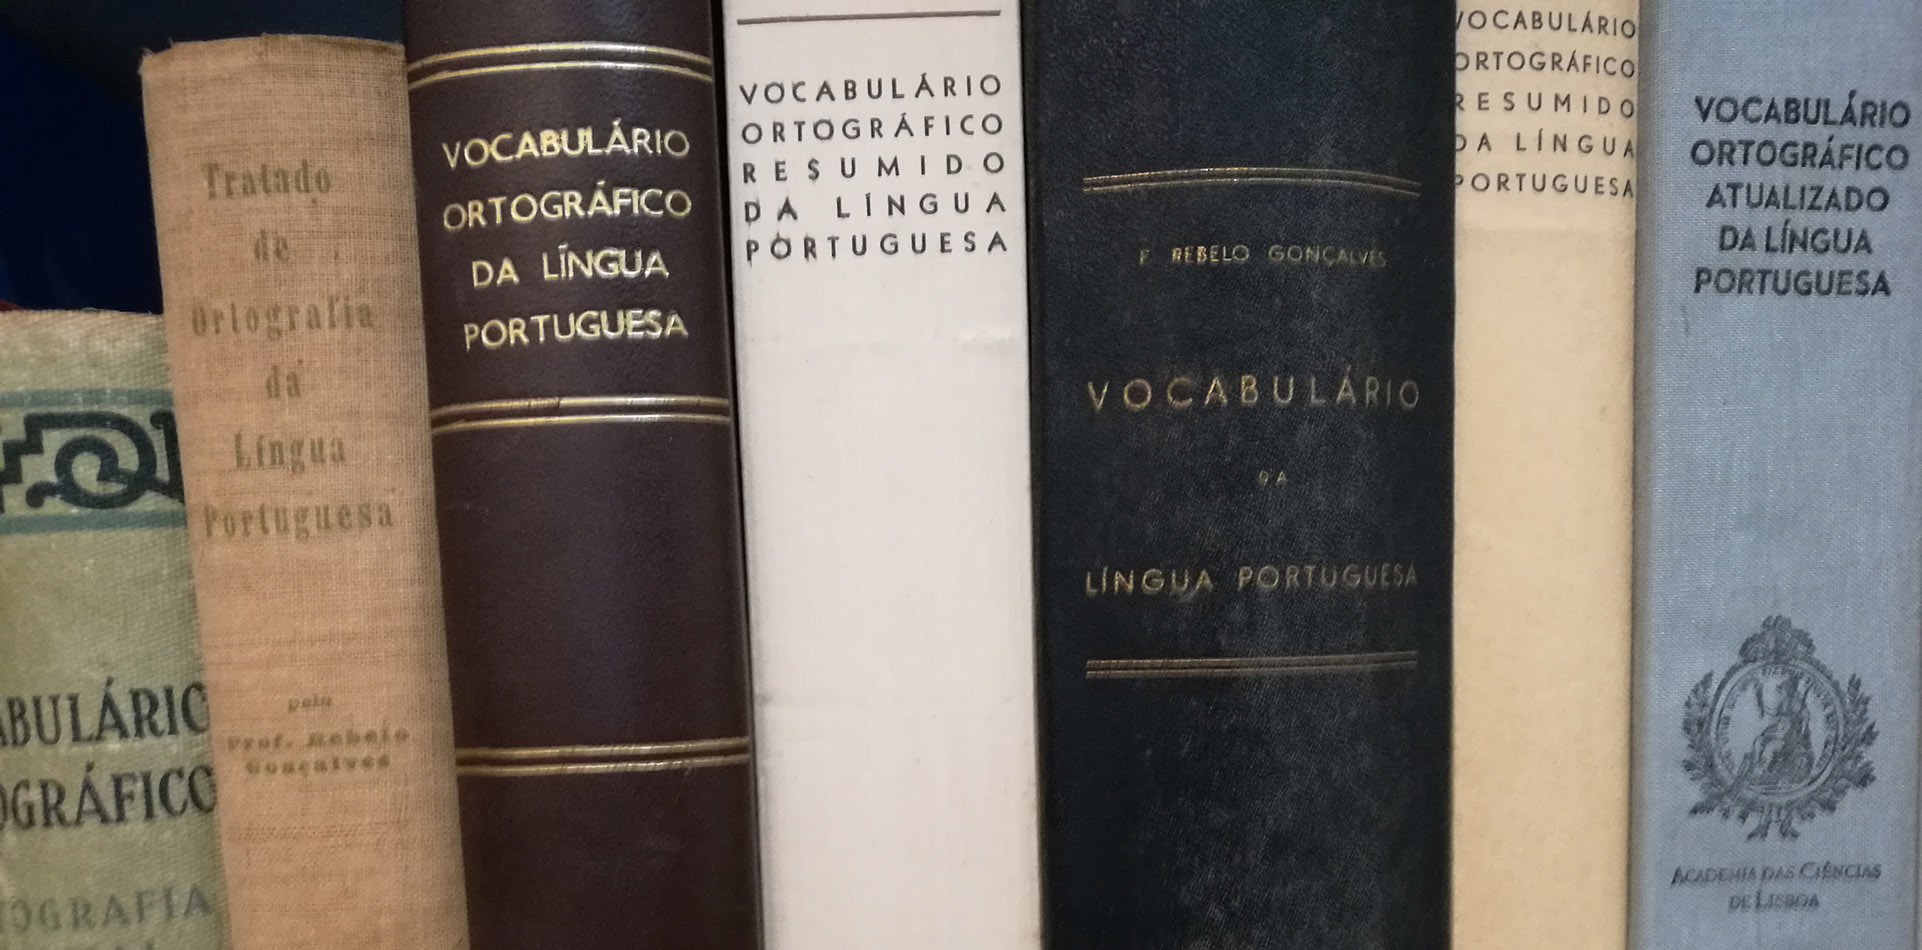 ABULÁRIO
OGRÁFICO
OGRAFIA
Tratado
de
Ortografia
da
Língua
Portuguesa
pelo
Prof. Rebelo
Gonçalves
VOCABULÁRIO
ORTOGRÁFICO
DA LÍNGUA
PORTUGUESA
VOCABULÁRIO
ORTOGRÁFICO
RESUMIDO
DA LÍNGUA
PORTUGUESA
F. REBELO GONÇALVES
VOCABULÁRIO
DA
LÍNGUA PORTUGUESA
VOCABULÁRIO
ORTOGRÁFICO
RESUMIDO
DA LÍNGUA
PORTUGUESA
VOCABULÁRIO
ORTOGRÁFICO
ATUALIZADO
DA LÍNGUA
PORTUGUESA
ACADEMIA DAS CIÊNCIAS
DE LISBOA